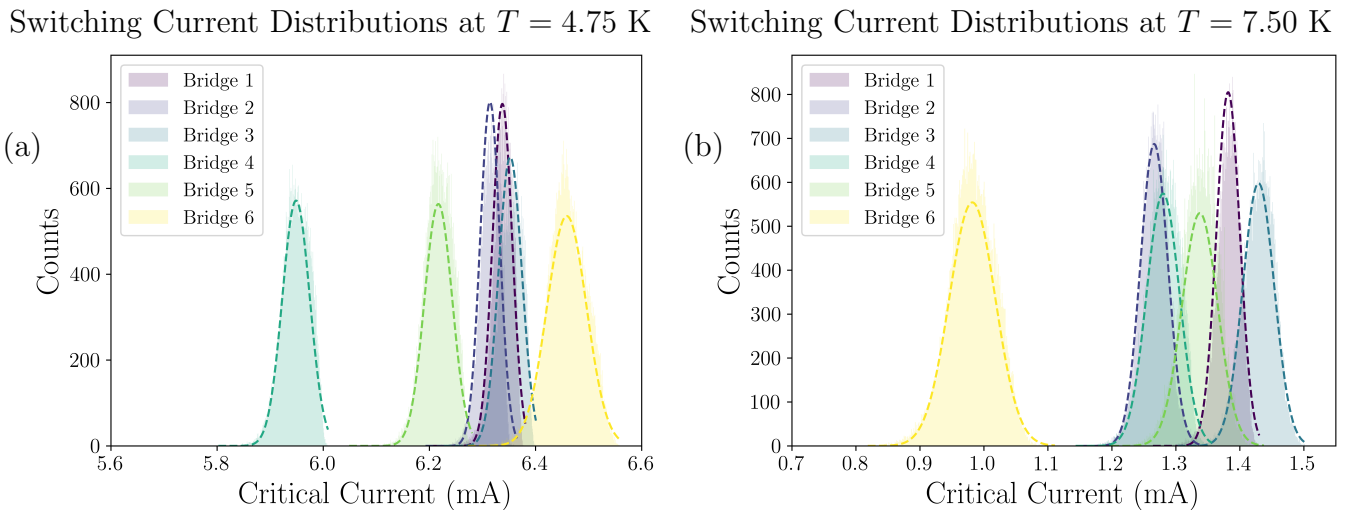 Switching Current Distributions at T = 4.75 K
(a)
Counts
800
600
400
200
0
Bridge 1
Bridge 2
Bridge 3
Bridge 4
Bridge 5
Bridge 6
5.6 5.8 6.0 6.2 6.4 6.6
Critical Current (mA)
Switching Current Distributions at T = 7.50 K
(b)
Counts
800
700
600
500
400
300
200
100
0
Bridge 1
Bridge 2
Bridge 3
Bridge 4
Bridge 5
Bridge 6
0.7 0.8 0.9 1.0 1.1 1.2 1.3 1.4 1.5
Critical Current (mA)